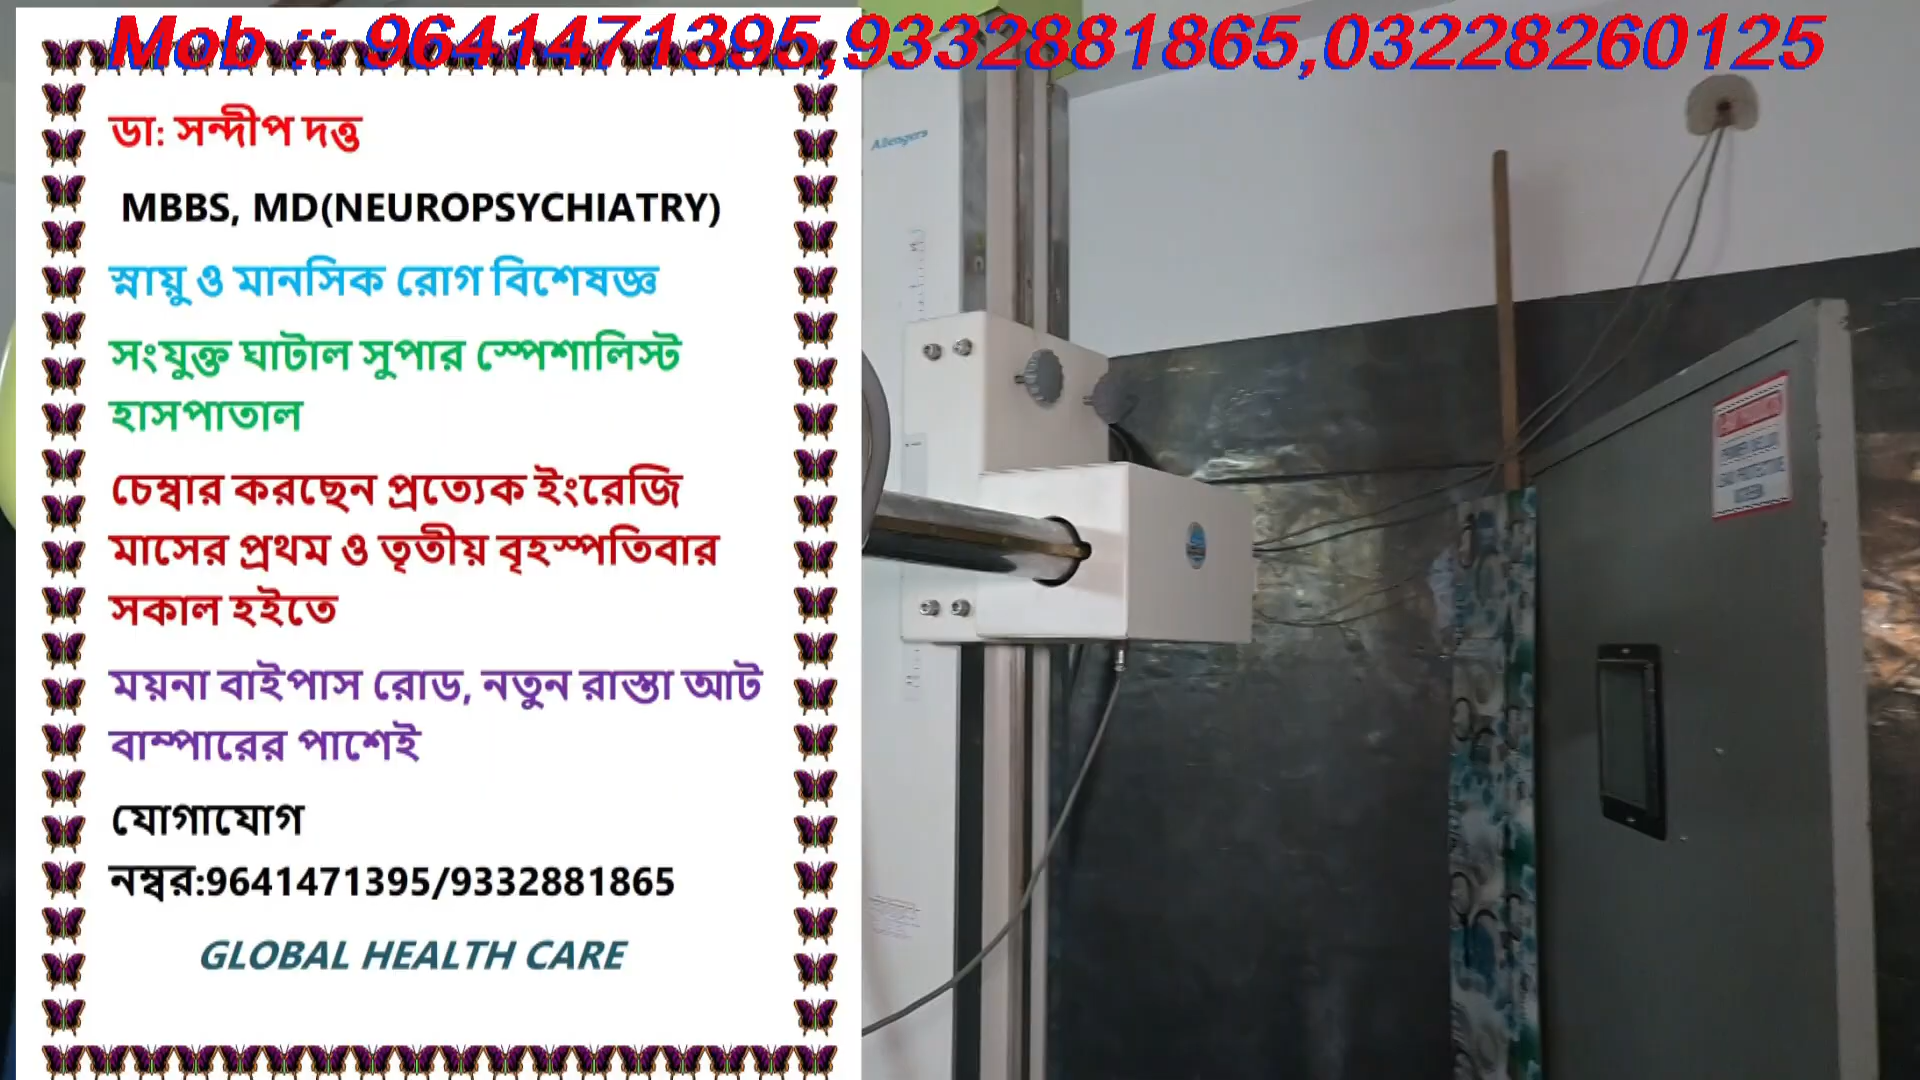 Mob :: 9641471395,9332881865,03228260125
ডা: সন্দীপ দত্ত
MBBS, MD(NEUROPSYCHIATRY)
স্নায়ু ও মানসিক রোগ বিশেষজ্ঞ
সংযুক্ত ঘাটাল সুপার স্পেশালিস্ট
হাসপাতাল
চেম্বার করছেন প্রত্যেক ইংরেজি
মাসের প্রথম ও তৃতীয় বৃহস্পতিবার
সকাল হইতে
ময়না বাইপাস রোড, নতুন রাস্তা আট
বাম্পারের পাশেই
যোগাযোগ
নম্বর:9641471395/9332881865
GLOBAL HEALTH CARE
Allengers